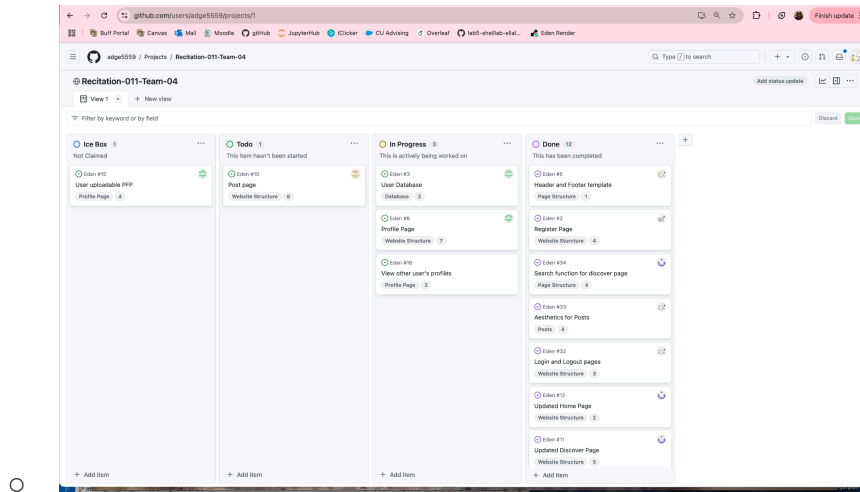 github.com/users/adge5559/projects/1
Finish update
Buff Portal Canvas Mail Moodle gitHub JupyterHub iClicker CU Advising Overleaf lab5-shelllab-elal... Eden Render
adge5559 / Projects / Recitation-011-Team-04
Type / to search
Recitation-011-Team-04
Add status update
View 1 + New view
Filter by keyword or by field
Discard Save
Ice Box 1
Not Claimed
Eden #15
User uploadable PFP
Profile Page 4
+ Add item
Todo 1
This item hasn't been started
Eden #10
Post page
Website Structure 6
+ Add item
In Progress 3
This is actively being worked on
Eden #3
User Database
Database 2
Eden #6
Profile Page
Website Structure 7
Eden #16
View other user's profiles
Profile Page 3
+ Add item
Done 12
This has been completed
Eden #5
Header and Footer template
Page Structure 1
Eden #2
Register Page
Website Sturcture 4
Eden #34
Search function for discover page
Page Structure 4
Eden #33
Aesthetics for Posts
Posts 4
Eden #32
Login and Logout pages
Website Structure 3
Eden #12
Updated Home Page
Website Structure 2
Eden #11
Updated Discover Page
Website Structure 5
+ Add item